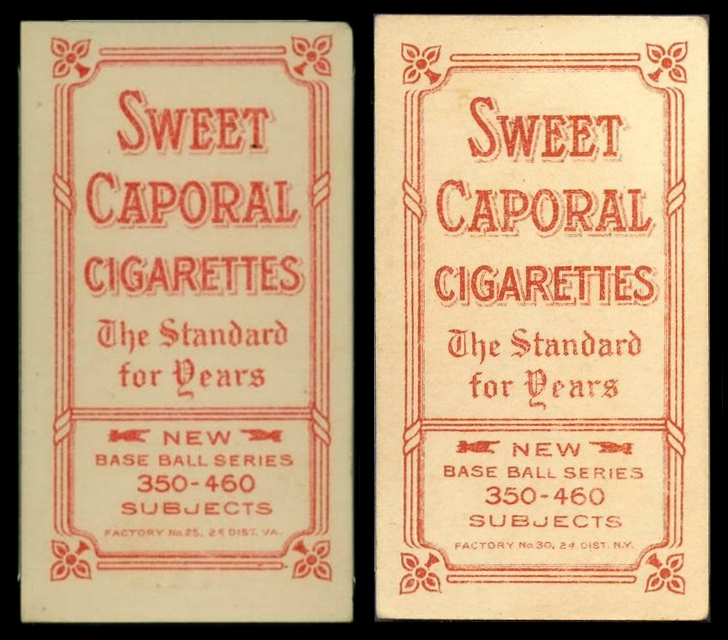 SWEET
CAPORAL
CIGARETTES
The Standard
for Years
NEW
BASE BALL SERIES
350-460
SUBJECTS
FACTORY No. 25, 2d DIST. VA.
SWEET
CAPORAL
CIGARETTES
The Standard
for Years
NEW
BASE BALL SERIES
350-460
SUBJECTS
FACTORY No. 30, 2d DIST. N.Y.